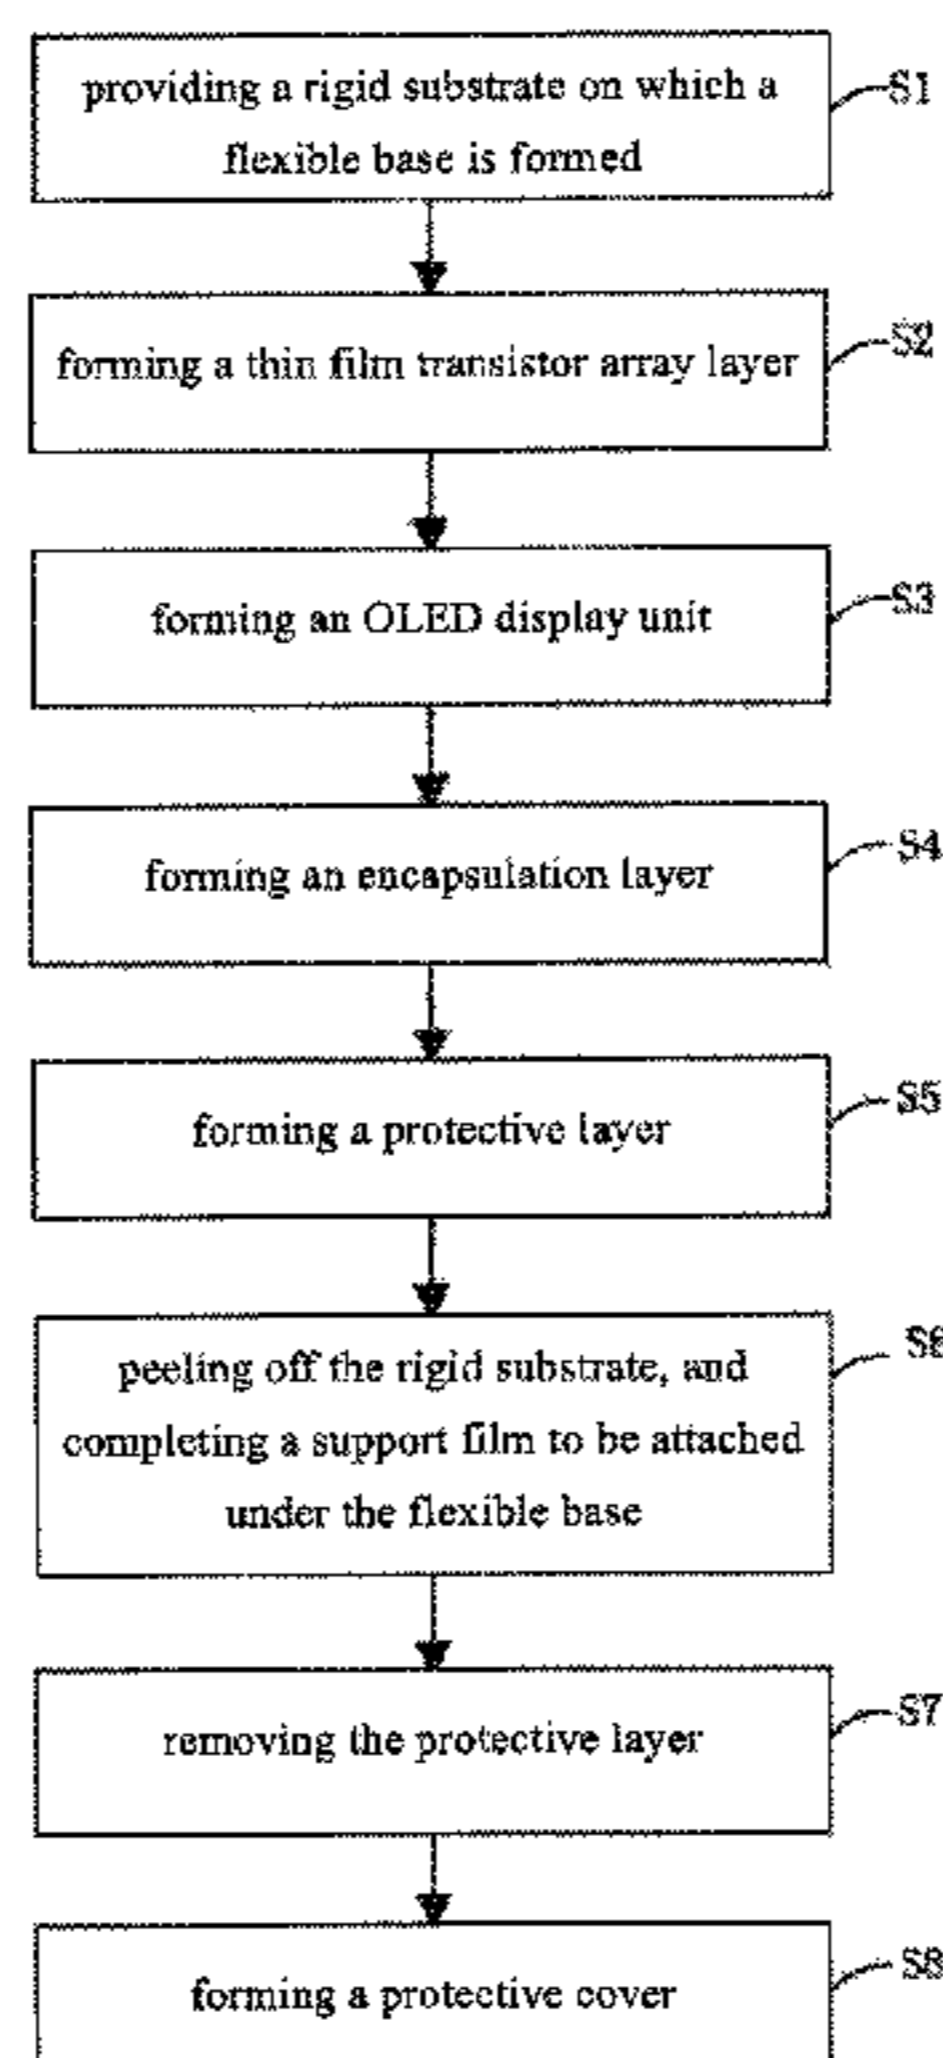 providing a rigid substrate on which a
flexible base is formed
S1
forming a thin film transistor array layer
S2
forming an OLED display unit
S3
forming an encapsulation layer
S4
forming a protective layer
S5
peeling off the rigid substrate, and
completing a support film to be attached
under the flexible base
S6
removing the protective layer
S7
forming a protective cover
S8